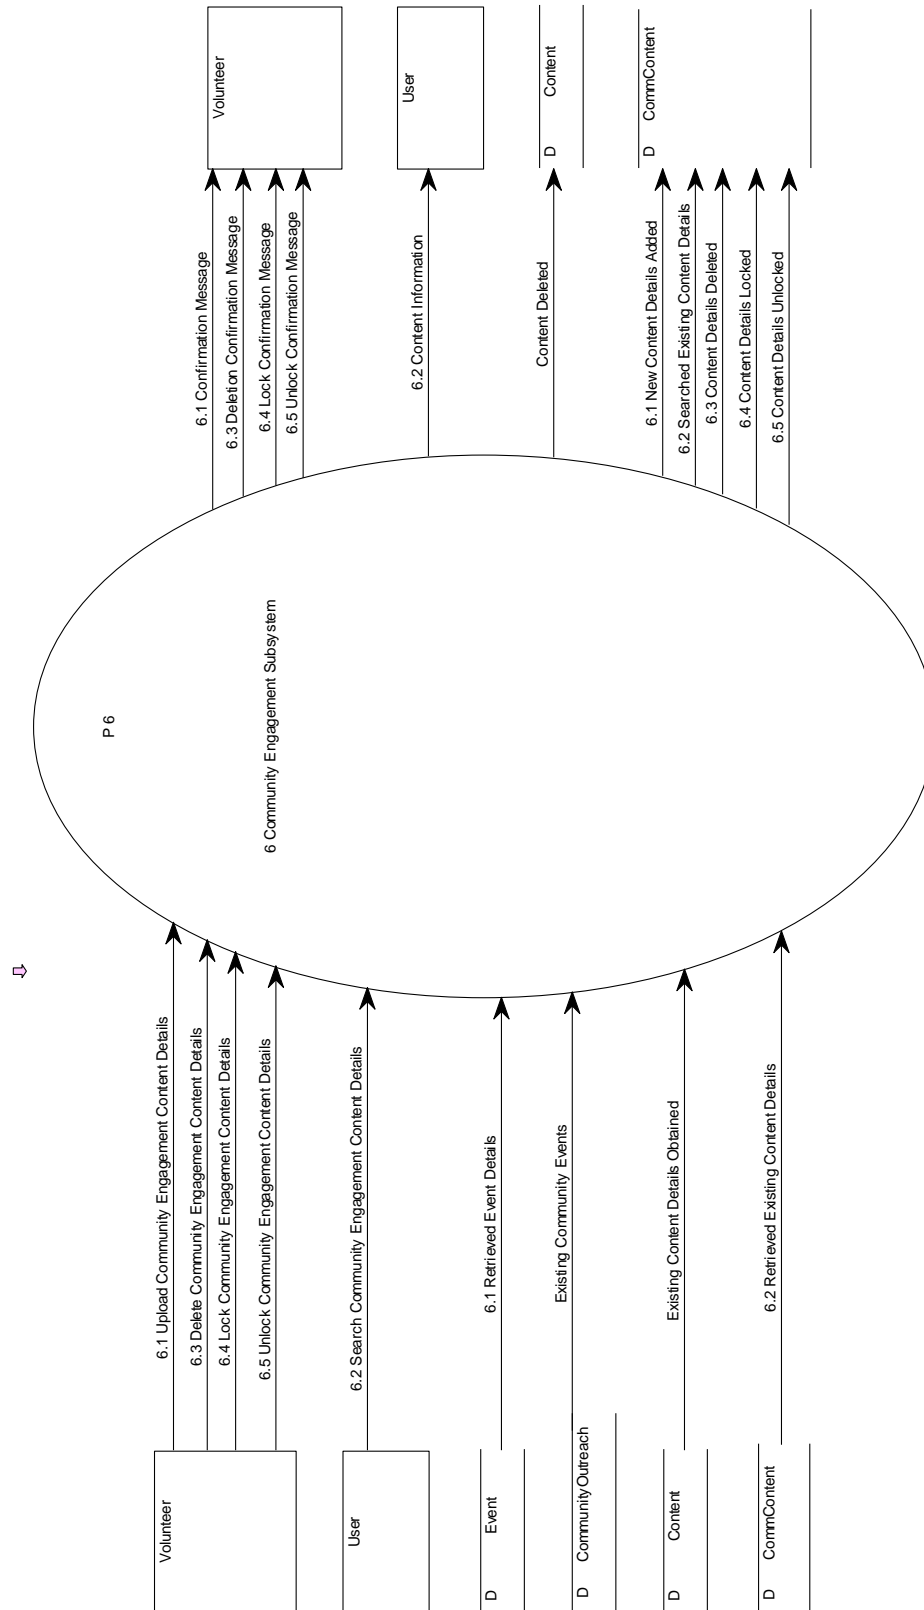 Volunteer
6.1 Upload Community Engagement Content Details
6.3 Delete Community Engagement Content Details
6.4 Lock Community Engagement Content Details
6.5 Unlock Community Engagement Content Details
User
6.2 Search Community Engagement Content Details
D Event
6.1 Retrieved Event Details
D CommunityOutreach
Existing Community Events
D Content
Existing Content Details Obtained
D CommContent
6.2 Retrieved Existing Content Details
P 6
6 Community Engagement Subsystem
6.1 Confirmation Message
6.3 Deletion Confirmation Message
6.4 Lock Confirmation Message
6.5 Unlock Confirmation Message
Volunteer
6.2 Content Information
User
Content Deleted
D Content
6.1 New Content Details Added
6.2 Searched Existing Content Details
6.3 Content Details Deleted
6.4 Content Details Locked
6.5 Content Details Unlocked
D CommContent